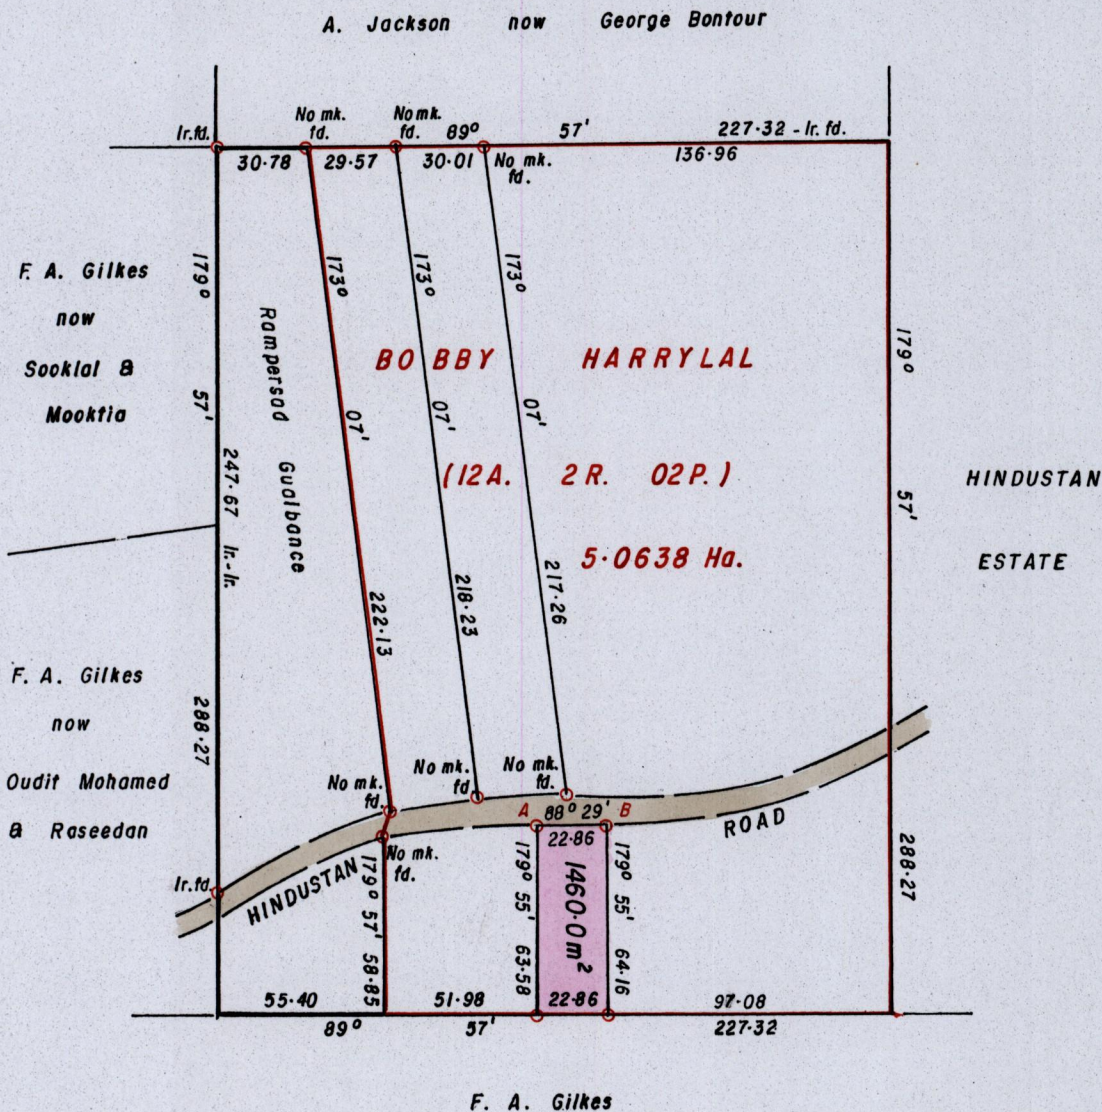 A. Jackson now George Bontour
No mk. fd.
No mk. fd.
Ir. fd.
89° 57'
227·32 - Ir. fd.
30·78
29·57
30·01
No mk. fd.
136·96
F. A. Gilkes
now
Sooklal &
Mooktia
179° 57'
247·67 Ir.-Ir.
288·27
Rampersad Gualbance
173° 07'
222·13
173° 07'
218·23
173° 07'
217·26
BOBBY HARRYLAL
(12A. 2R. 02P.)
5·0638 Ha.
179° 57'
288·27
HINDUSTAN
ESTATE
F. A. Gilkes
now
Oudit Mohamed
& Raseedan
No mk. fd.
No mk. fd
No mk. fd.
A 88° 29' B
22·86
HINDUSTAN ROAD
Ir. fd.
No mk. fd.
179° 57' 58·85
179° 55' 63·58
1460·0 m²
179° 55' 64·16
55·40
51·98
22·86
97·08
89° 57'
227·32
F. A. Gilkes